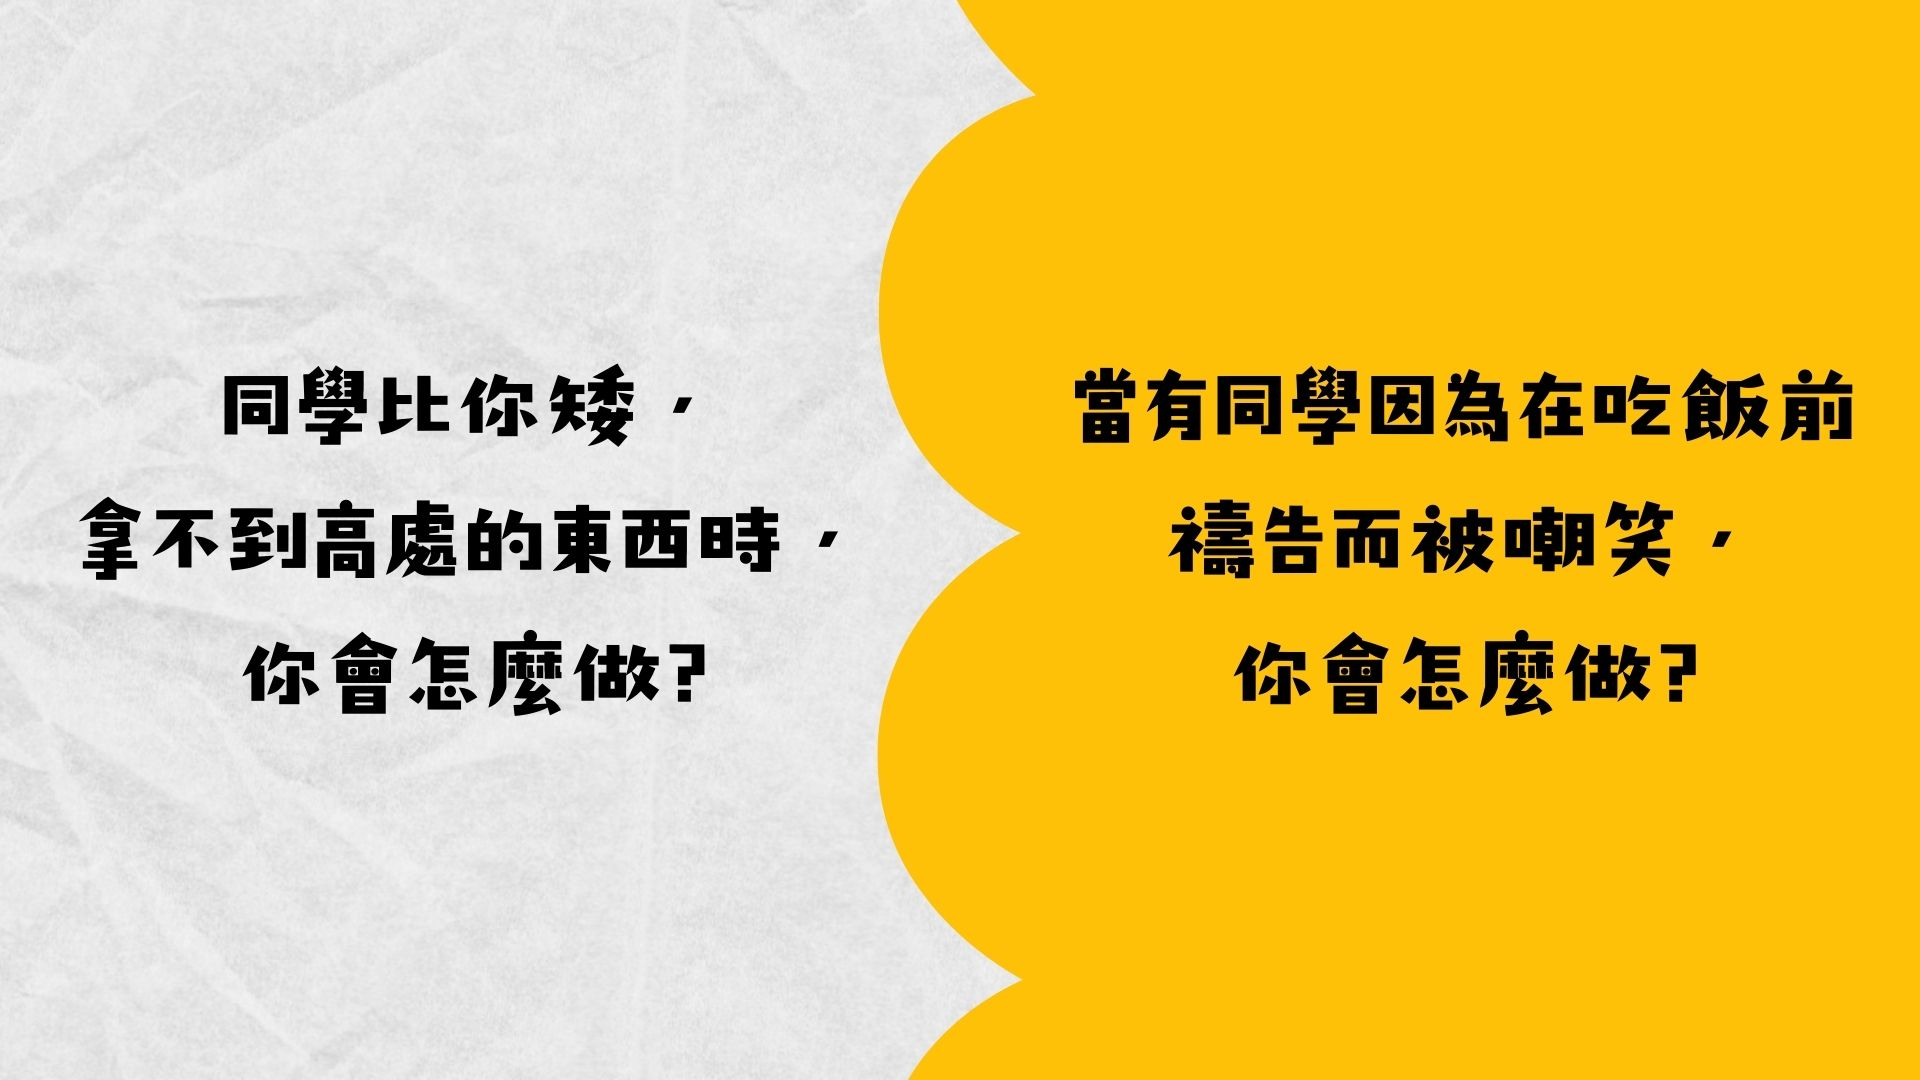 同學比你矮，
拿不到高處的東西時，
你會怎麼做?
當有同學因為在吃飯前
禱告而被嘲笑，
你會怎麼做?